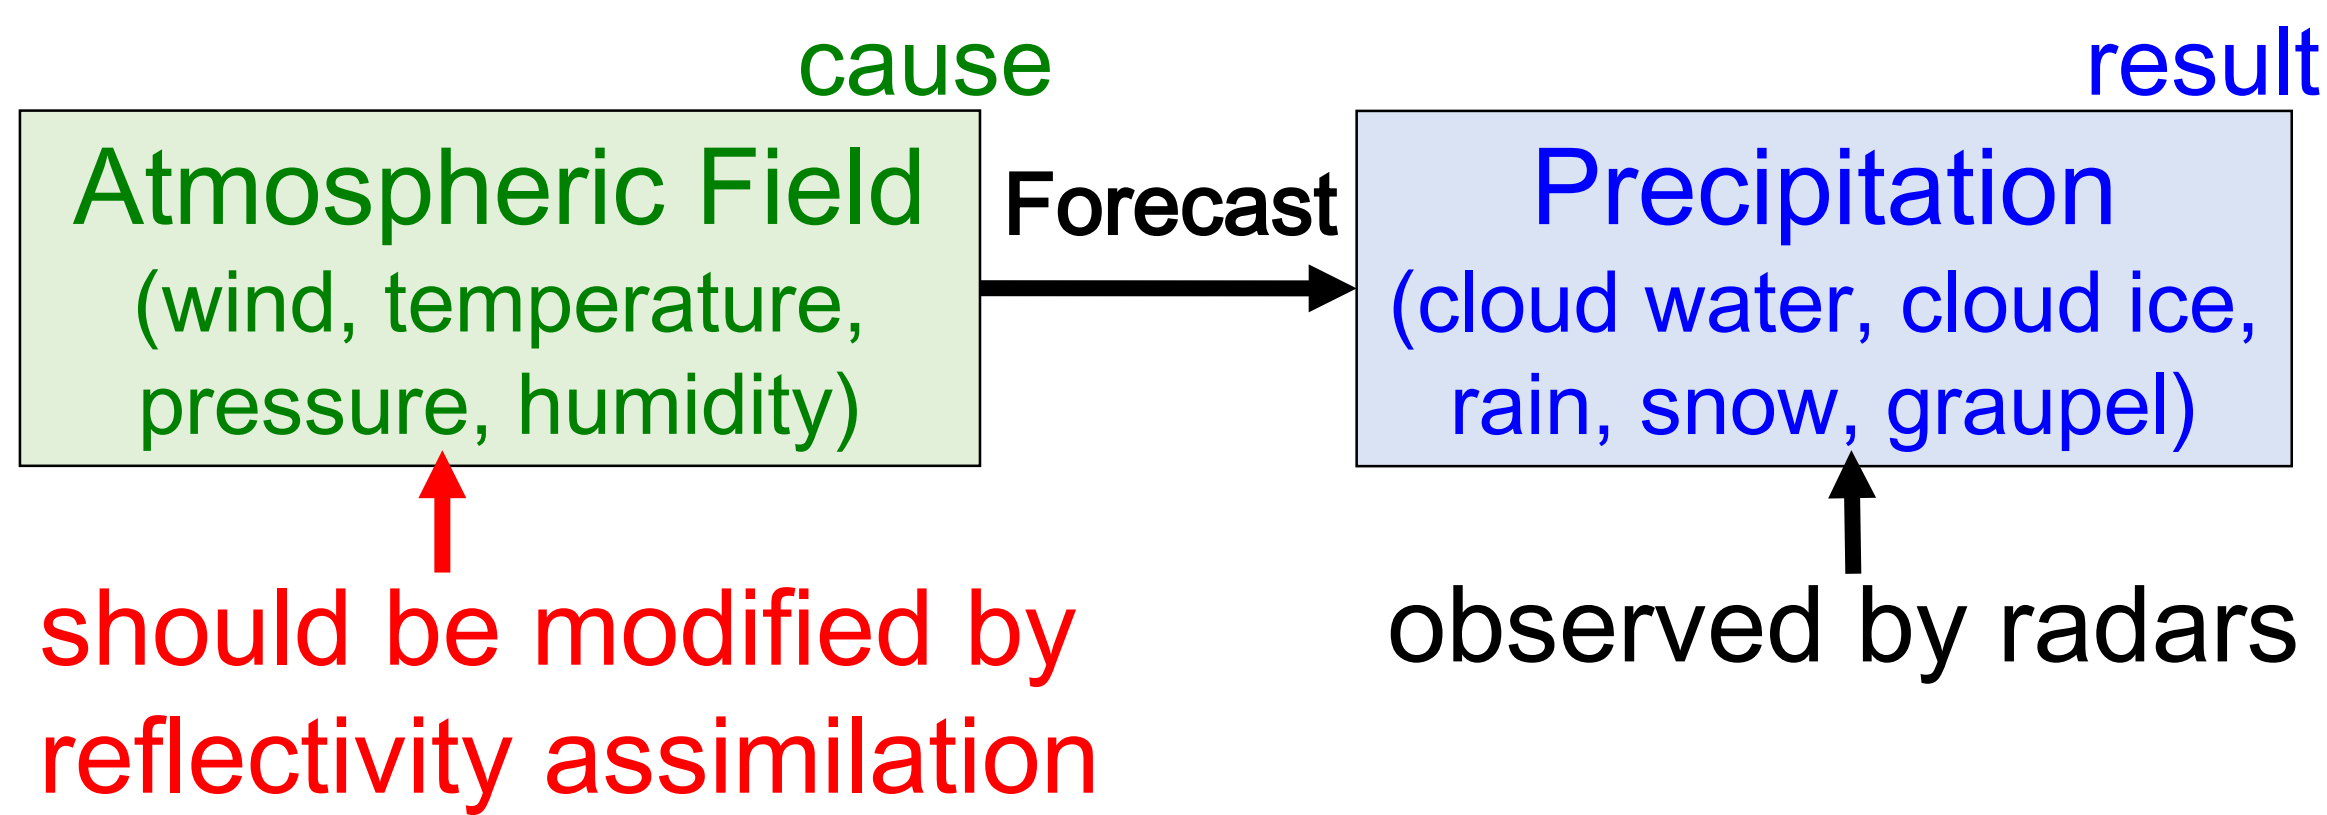 cause
Atmospheric Field
(wind, temperature,
pressure, humidity)
Forecast
result
Precipitation
(cloud water, cloud ice,
rain, snow, graupel)
should be modified by
reflectivity assimilation
observed by radars